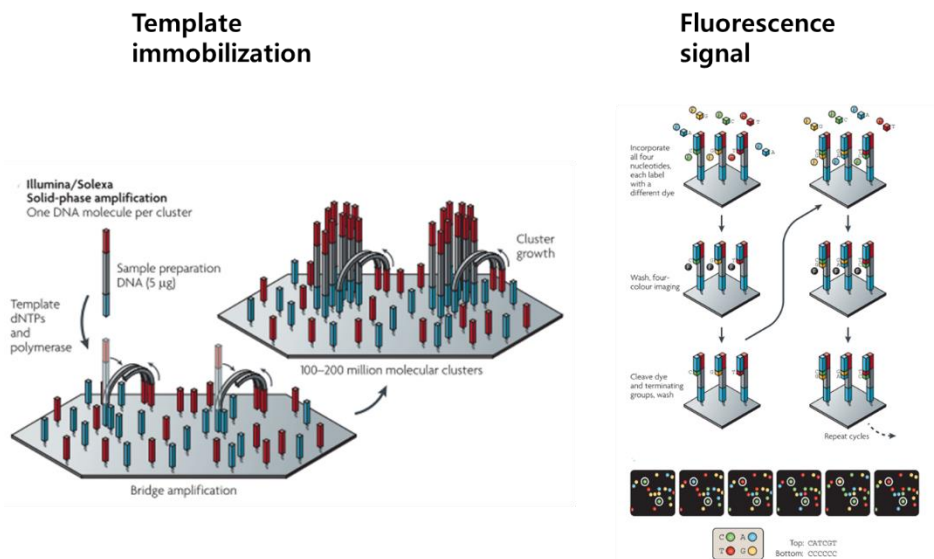 Template
immobilization
Fluorescence
signal
Illumina/Solexa
Solid-phase amplification
One DNA molecule per cluster
Sample preparation
DNA (5 µg)
Template
dNTPs
and
polymerase
Cluster
growth
100–200 million molecular clusters
Bridge amplification
Incorporate
all four
nucleotides,
each label
with a
different dye
Wash, four-
colour imaging
Cleave dye
and terminating
groups, wash
Repeat cycles
C A
T G
Top: CATCGT
Bottom: CCCCCC